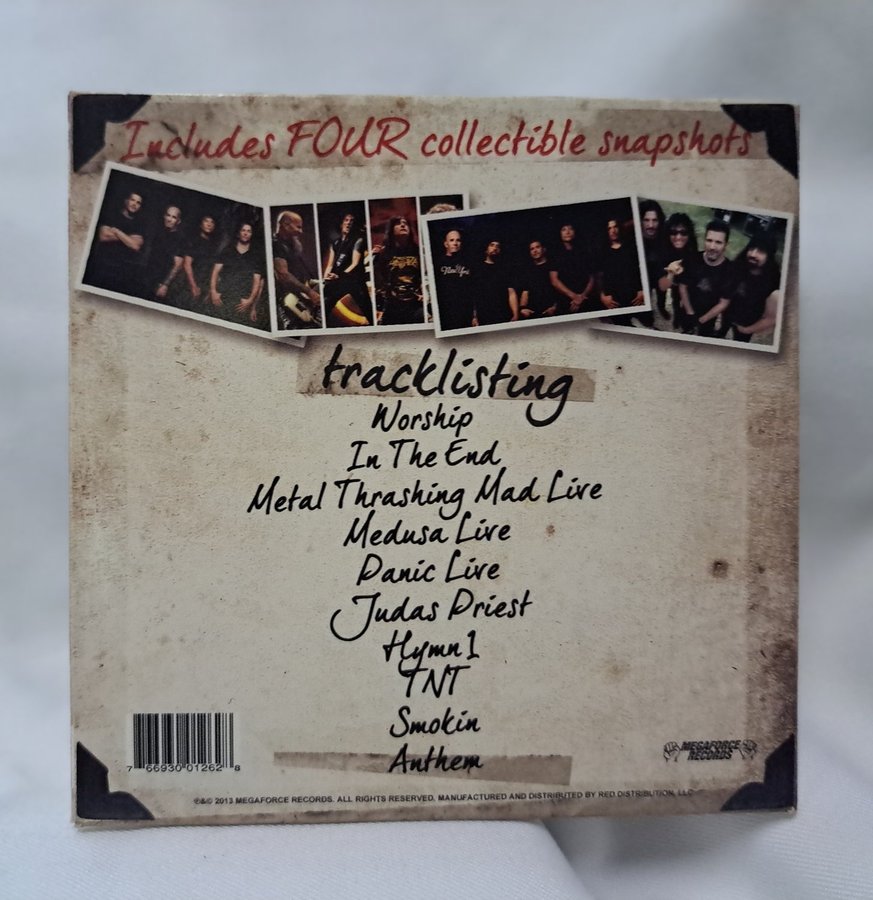 Includes FOUR collectible snapshots
New York
tracklisting
Worship
In The End
Metal Thrashing Mad Live
Medusa Live
Panic Live
Judas Priest
Hymn 1
TNT
Smokin
Anthem
7 66930 01262 8
MEGAFORCE
RECORDS
℗&© 2013 MEGAFORCE RECORDS. ALL RIGHTS RESERVED. MANUFACTURED AND DISTRIBUTED BY RED DISTRIBUTION, LLC